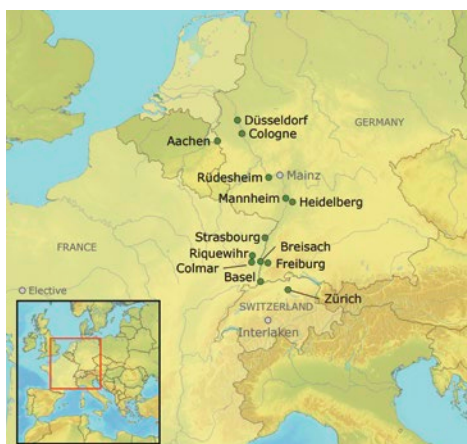 Düsseldorf
GERMANY
Cologne
Aachen
Rüdesheim
Mainz
Mannheim
Heidelberg
Strasbourg
FRANCE
Riquewihr
Breisach
Colmar
Freiburg
Basel
Elective
SWITZERLAND
Zürich
Interlaken